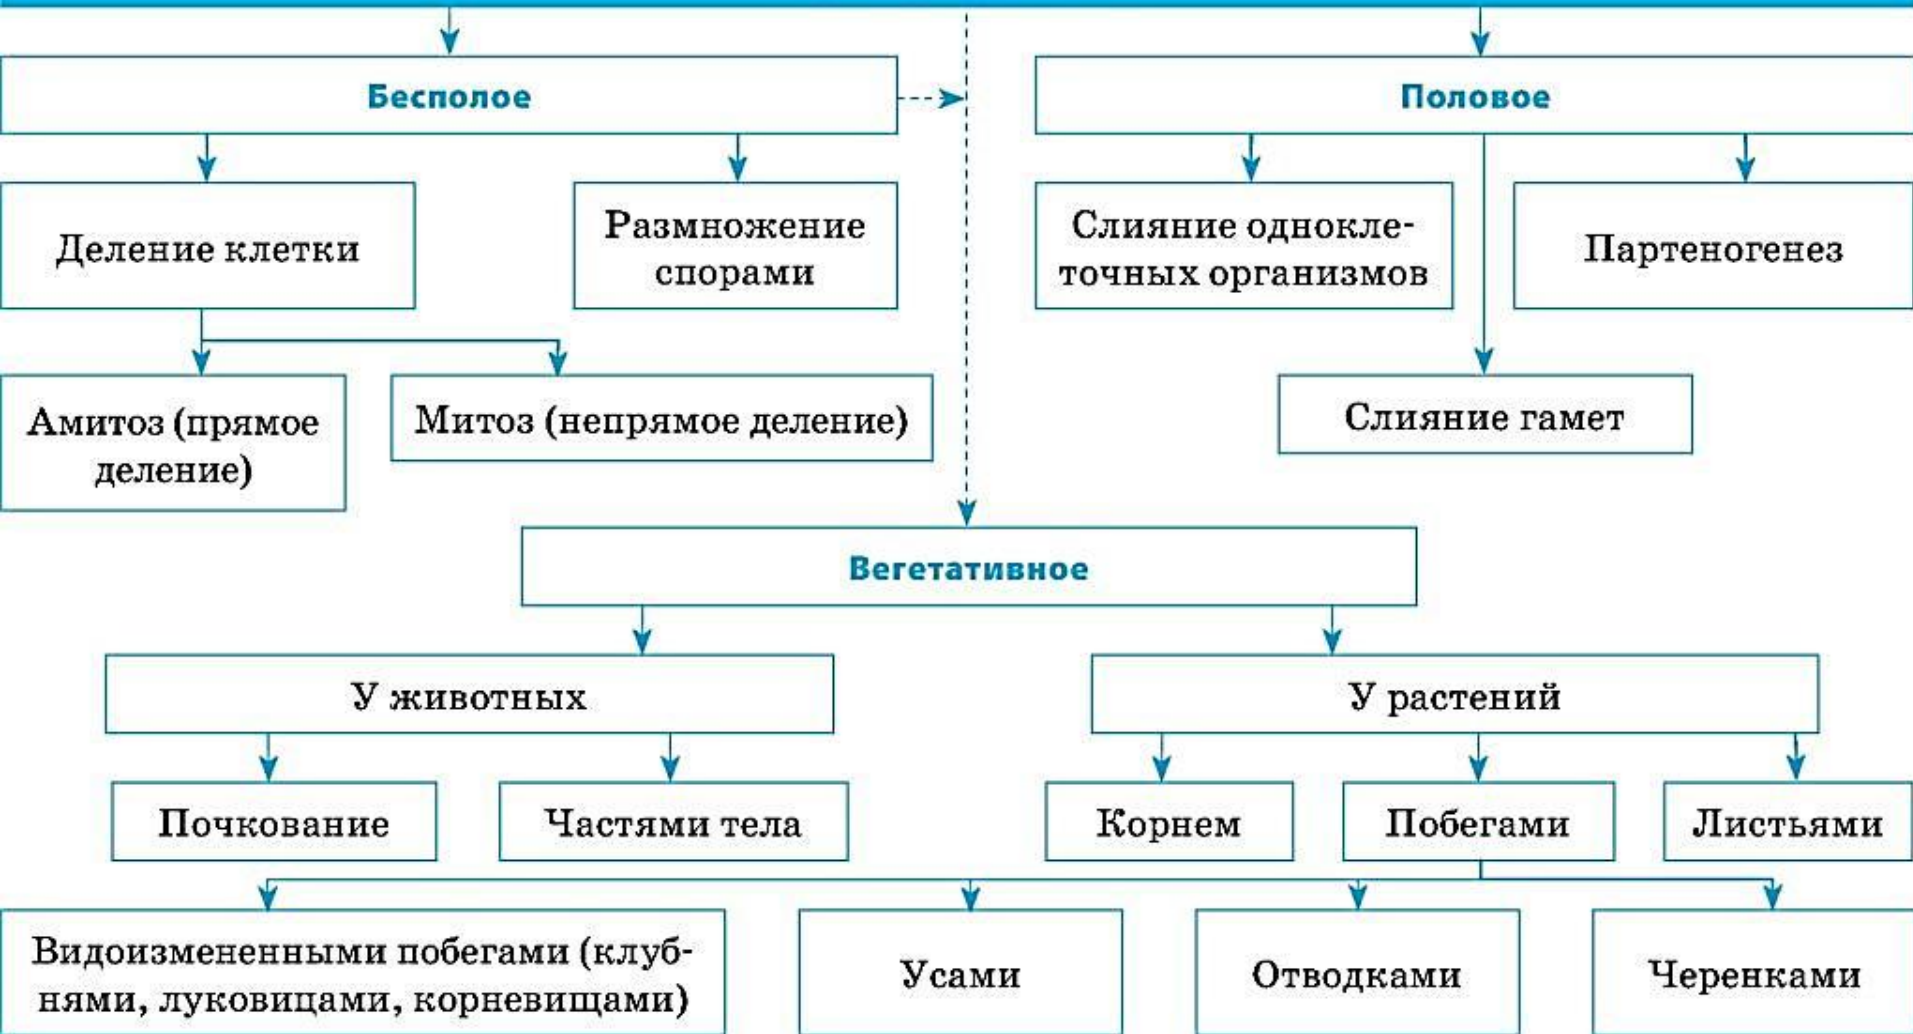 Бесполое
Половое
Деление клетки
Размножение
спорами
Слияние однокле-
точных организмов
Партеногенез
Амитоз (прямое
деление)
Митоз (непрямое деление)
Слияние гамет
Вегетативное
У животных
У растений
Почкование
Частями тела
Корнем
Побегами
Листьями
Видоизмененными побегами (клуб-
нями, луковицами, корневищами)
Усами
Отводками
Черенками